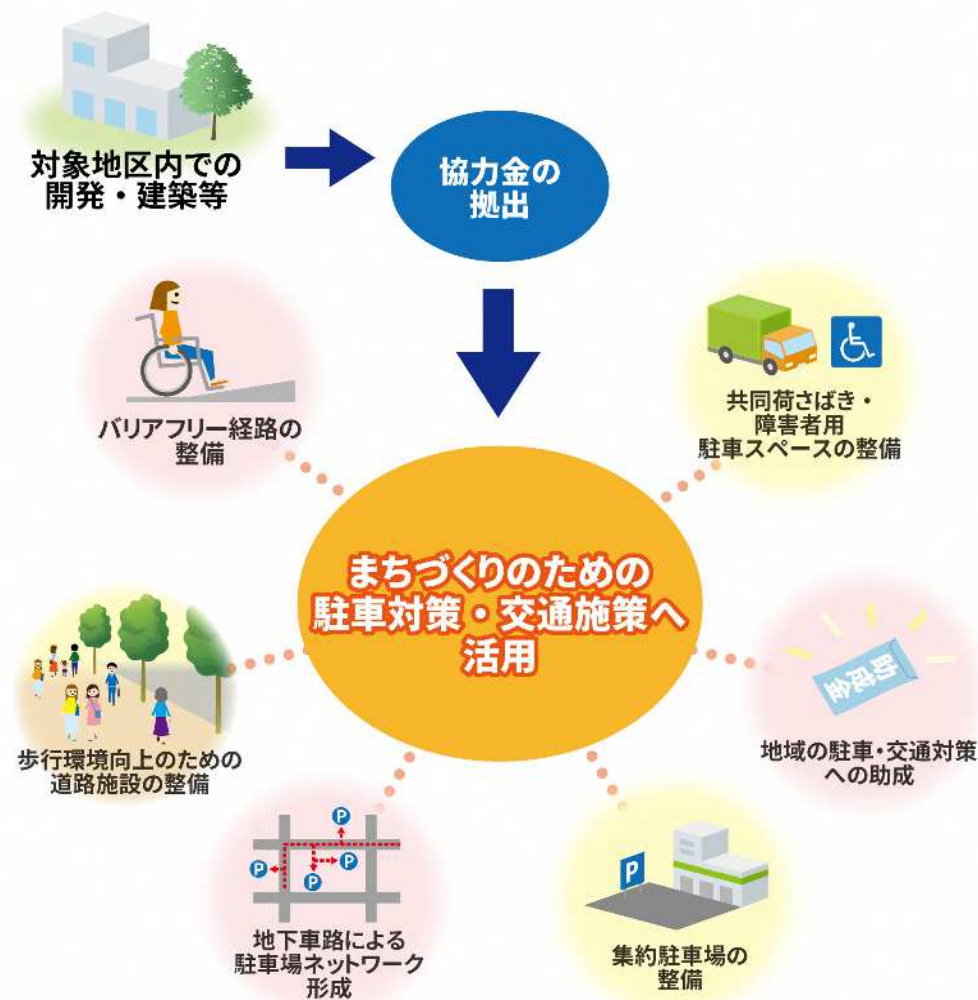 対象地区内での
開発・建築等
協力金の
拠出
バリアフリー経路の
整備
共同荷さばき・
障害者用
駐車スペースの整備
まちづくりのための
駐車対策・交通施策へ
活用
助成金
歩行環境向上のための
道路施設の整備
地域の駐車・交通対策
への助成
P
P
P
P
地下車路による
駐車場ネットワーク
形成
P
集約駐車場の
整備